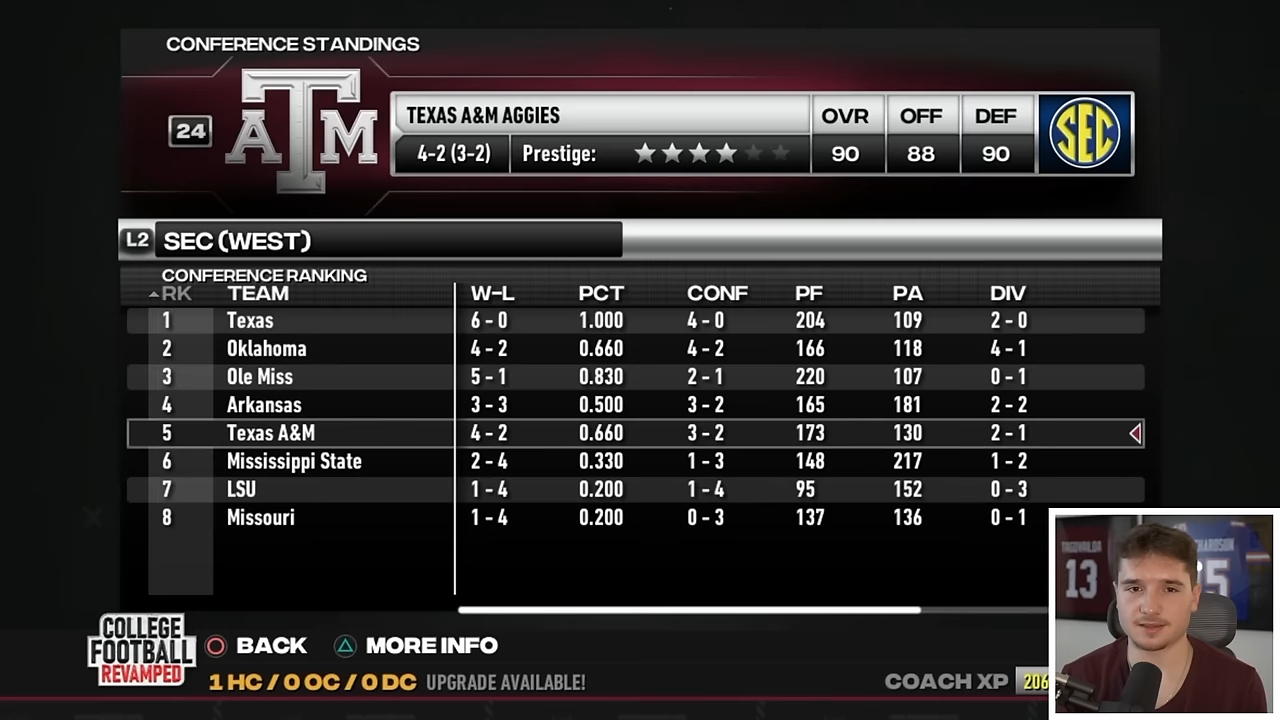 CONFERENCE STANDINGS
24
A T M
TEXAS A&M AGGIES OVR OFF DEF
4-2 (3-2) Prestige: 90 88 90
SEC
L2 SEC (WEST)
CONFERENCE RANKING
RK TEAM W-L PCT CONF PF PA DIV
1 Texas 6 - 0 1.000 4 - 0 204 109 2 - 0
2 Oklahoma 4 - 2 0.660 4 - 2 166 118 4 - 1
3 Ole Miss 5 - 1 0.830 2 - 1 220 107 0 - 1
4 Arkansas 3 - 3 0.500 3 - 2 165 181 2 - 2
5 Texas A&M 4 - 2 0.660 3 - 2 173 130 2 - 1
6 Mississippi State 2 - 4 0.330 1 - 3 148 217 1 - 2
7 LSU 1 - 4 0.200 1 - 4 95 152 0 - 3
8 Missouri 1 - 4 0.200 0 - 3 137 136 0 - 1
13
COLLEGE
FOOTBALL
REVAMPED
BACK MORE INFO
1 HC / 0 OC / 0 DC UPGRADE AVAILABLE!
COACH XP 206